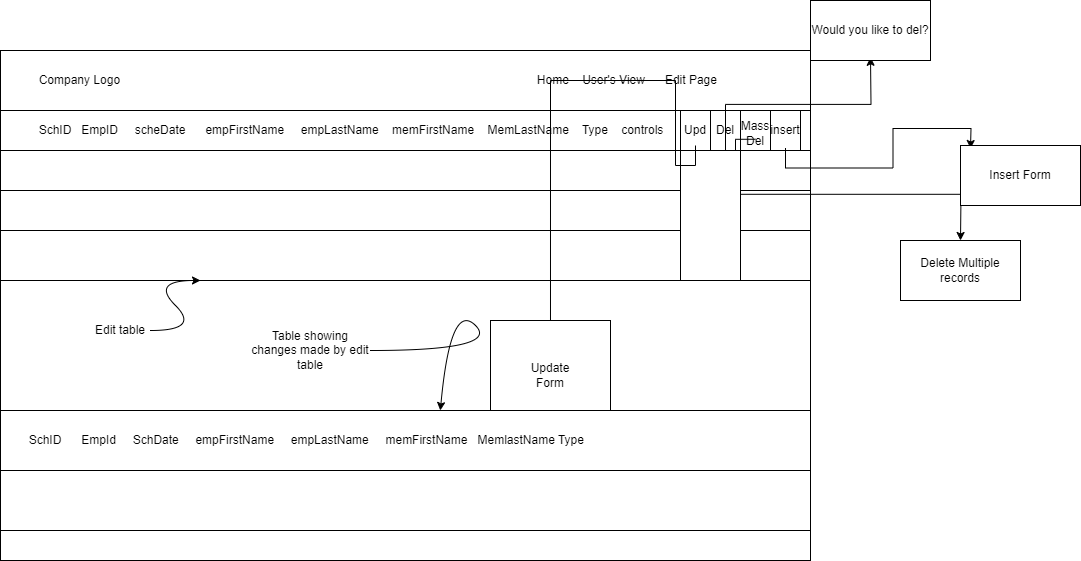 Would you like to del?
Company Logo Home User's View Edit Page
SchID EmpID scheDate empFirstName empLastName memFirstName MemLastName Type controls Upd Del Mass Del insert
Insert Form
Delete Multiple
records
Edit table
Table showing
changes made by edit
table
Update
Form
SchID EmpId SchDate empFirstName empLastName memFirstName MemlastName Type